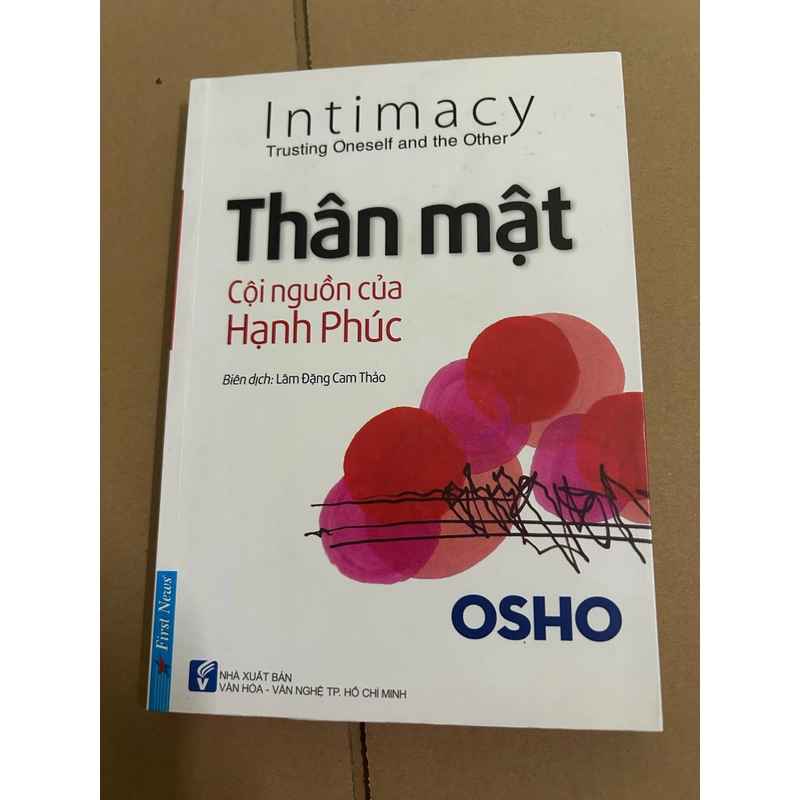 Intimacy
Trusting Oneself and the Other
Thân mật
Cội nguồn của
Hạnh Phúc
Biên dịch: Lâm Đặng Cam Thảo
OSHO
First News
NHÀ XUẤT BẢN
VĂN HÓA - VĂN NGHỆ TP. HỒ CHÍ MINH